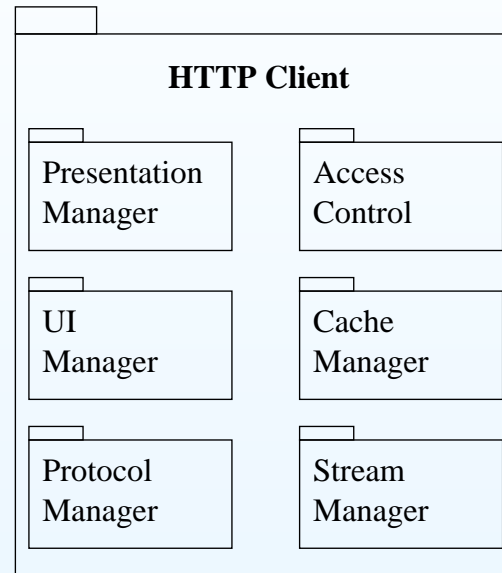 HTTP Client
Presentation
Manager
Access
Control
UI
Manager
Cache
Manager
Protocol
Manager
Stream
Manager